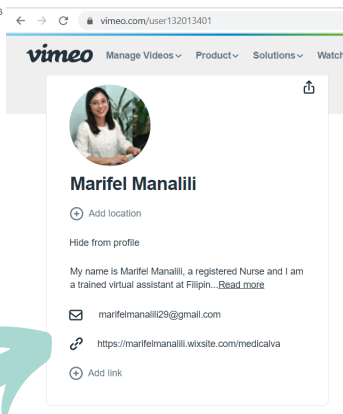 vimeo.com/user132013401
vimeo Manage Videos Product Solutions Watch
Marifel Manalili
Add location
Hide from profile
My name is Marifel Manalili, a registered Nurse and I am
a trained virtual assistant at Filipin...Read more
marifelmanalili29@gmail.com
https://marifelmanalili.wixsite.com/medicalva
Add link